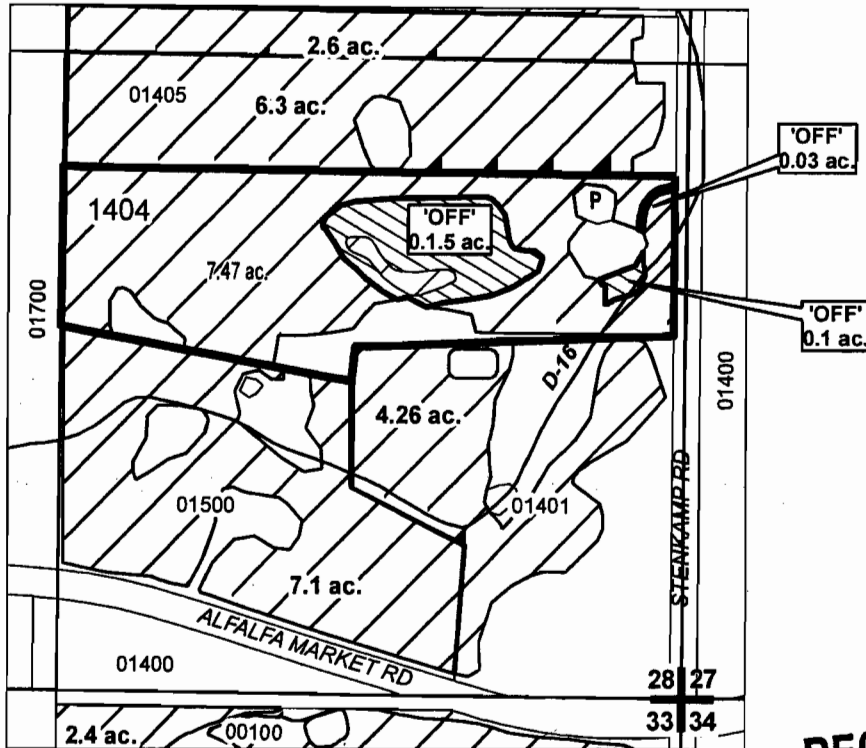 2.6 ac.
01405
6.3 ac.
'OFF'
0.03 ac.
1404
'OFF'
0.1.5 ac.
P
7.47 ac.
01700
'OFF'
0.1 ac.
D-16
01400
4.26 ac.
01500
01401
STENKAMP RD
7.1 ac.
ALFALFA MARKET RD
01400
28 27
33 34
2.4 ac.
00100